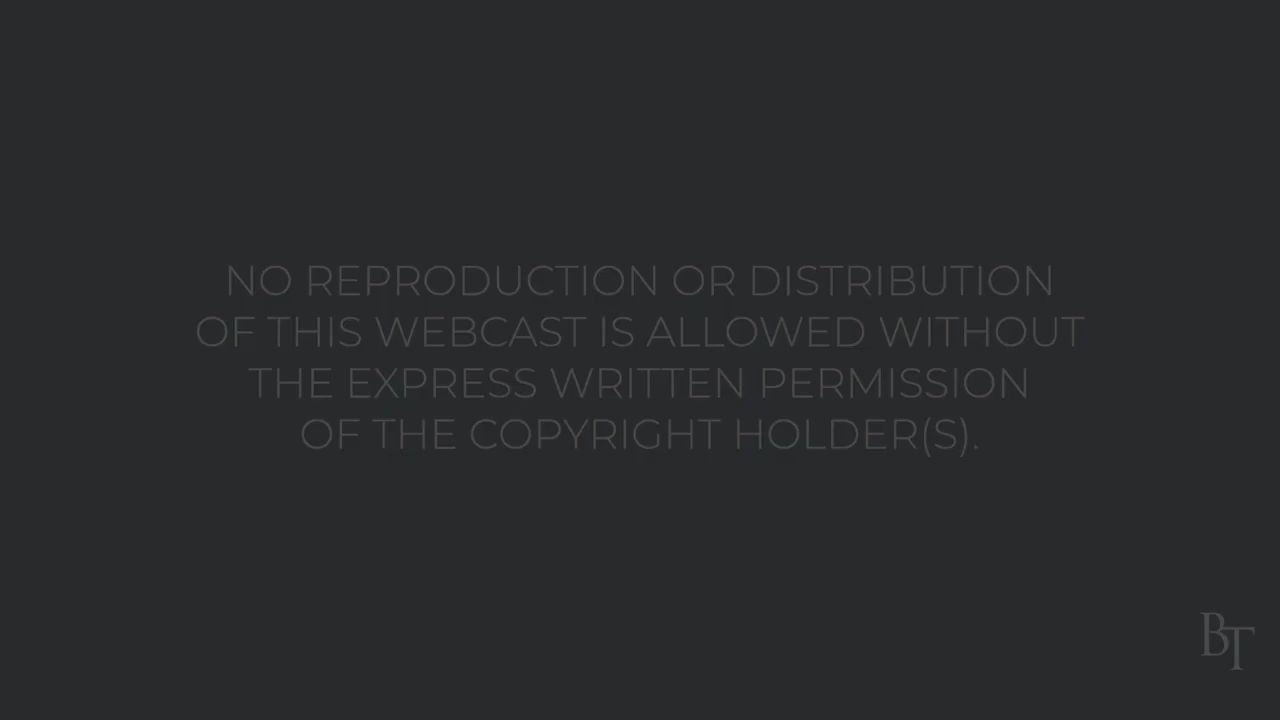 NO REPRODUCTION OR DISTRIBUTION
OF THIS WEBCAST IS ALLOWED WITHOUT
THE EXPRESS WRITTEN PERMISSION
OF THE COPYRIGHT HOLDER(S).
BT